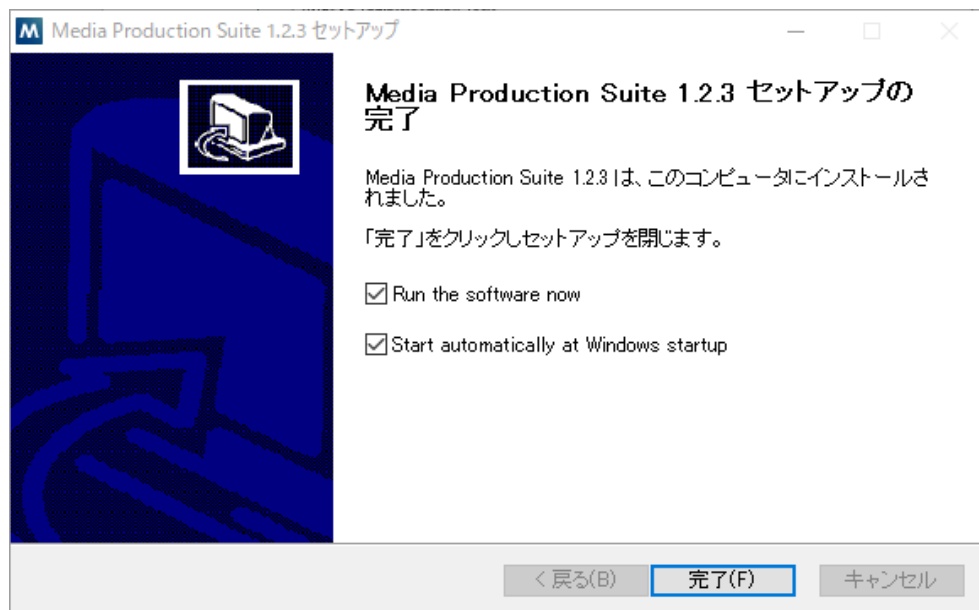 M Media Production Suite 1.2.3 セットアップ
Media Production Suite 1.2.3 セットアップの
完了
Media Production Suite 1.2.3 は、このコンピュータにインストールさ
れました。
「完了」をクリックしセットアップを閉じます。
Run the software now
Start automatically at Windows startup
< 戻る(B)
完了(F)
キャンセル